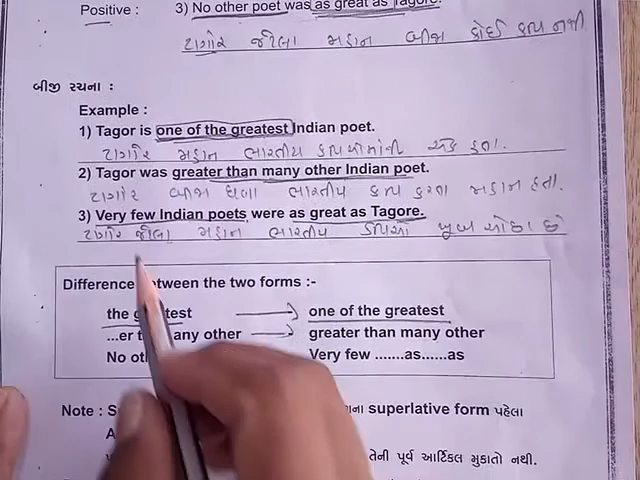 Positive : 3) No other poet was as great as Tagore.
ટાગોર જેવા મહાન બીજા કોઈ કવિ નથી
બીજી રચના :
Example :
1) Tagor is one of the greatest Indian poet.
ટાગોર મહાન ભારતીય કવિઓમાંની એક હતા.
2) Tagor was greater than many other Indian poet.
ટાગોર બીજા ઘણા ભારતીય કવિ કરતા મહાન હતા.
3) Very few Indian poets were as great as Tagore.
ટાગોર જેવા મહાન ભારતીય કવિઓ ખુબ ઓછા છે
Difference between the two forms :-
the greatest one of the greatest
...er any other greater than many other
No Very few .......as......as
Note : superlative form પહેલા
તેની પૂર્વ આર્ટિકલ મુકાતો નથી.